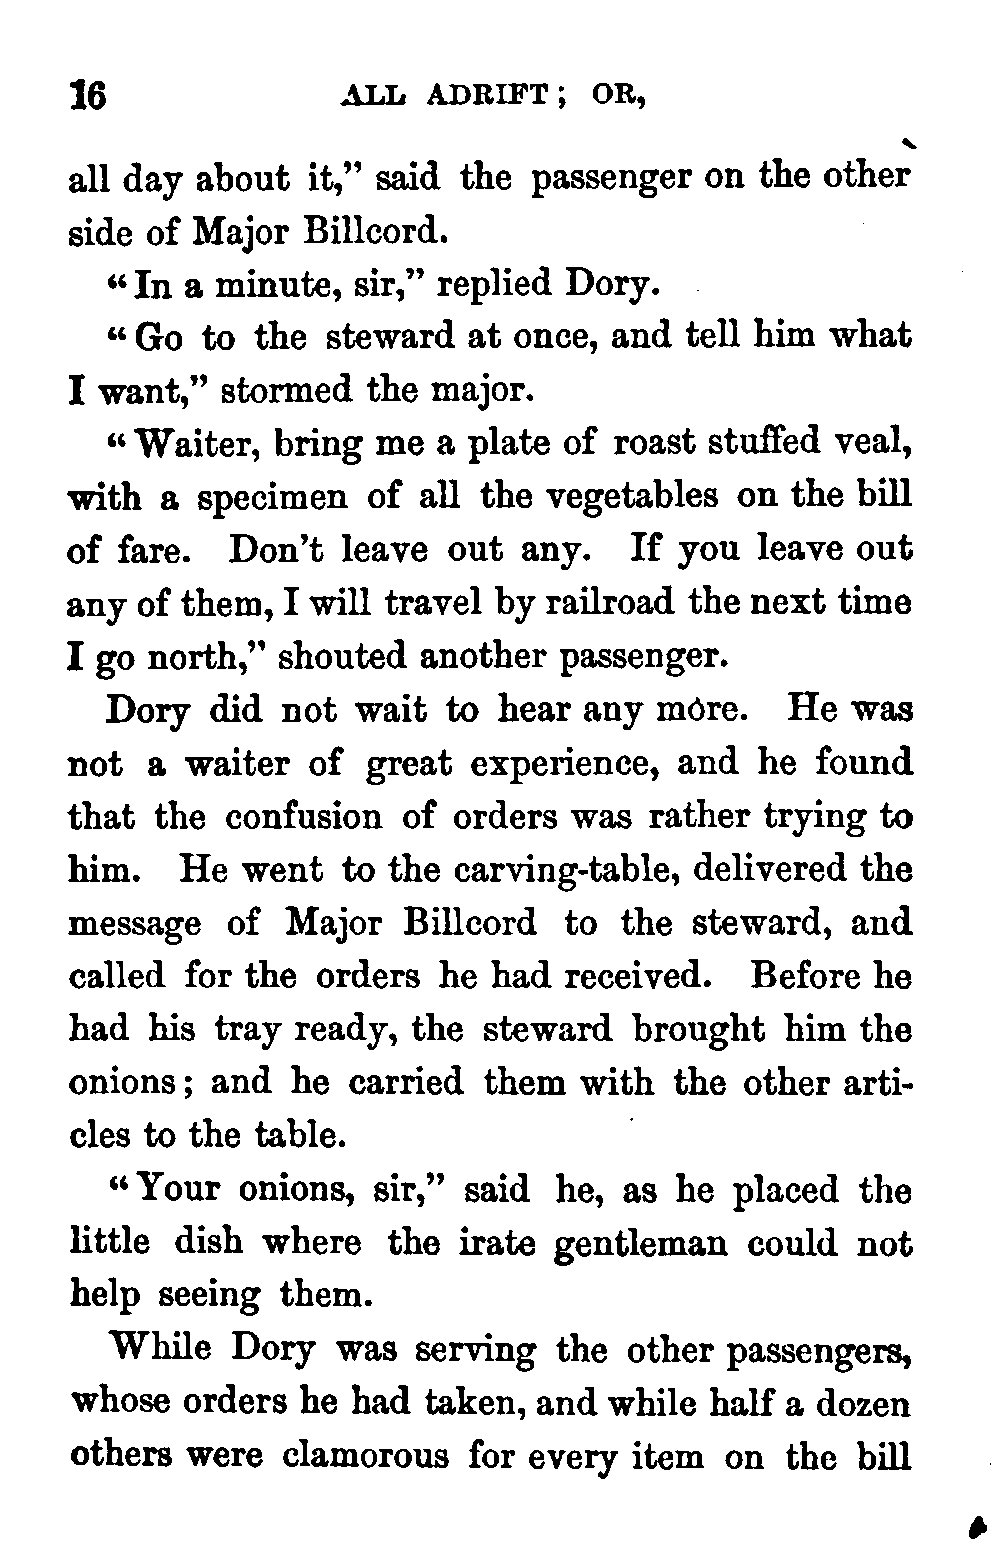 16 ALL ADRIFT; OR,
all day about it,” said the passenger on the other
side of Major Billcord.
“In a minute, sir,” replied Dory.
“Go to the steward at once, and tell him what
I want,” stormed the major.
“Waiter, bring me a plate of roast stuffed veal,
with a specimen of all the vegetables on the bill
of fare. Don’t leave out any. If you leave out
any of them, I will travel by railroad the next time
I go north,” shouted another passenger.
Dory did not wait to hear any more. He was
not a waiter of great experience, and he found
that the confusion of orders was rather trying to
him. He went to the carving-table, delivered the
message of Major Billcord to the steward, and
called for the orders he had received. Before he
had his tray ready, the steward brought him the
onions; and he carried them with the other arti-
cles to the table.
“Your onions, sir,” said he, as he placed the
little dish where the irate gentleman could not
help seeing them.
While Dory was serving the other passengers,
whose orders he had taken, and while half a dozen
others were clamorous for every item on the bill